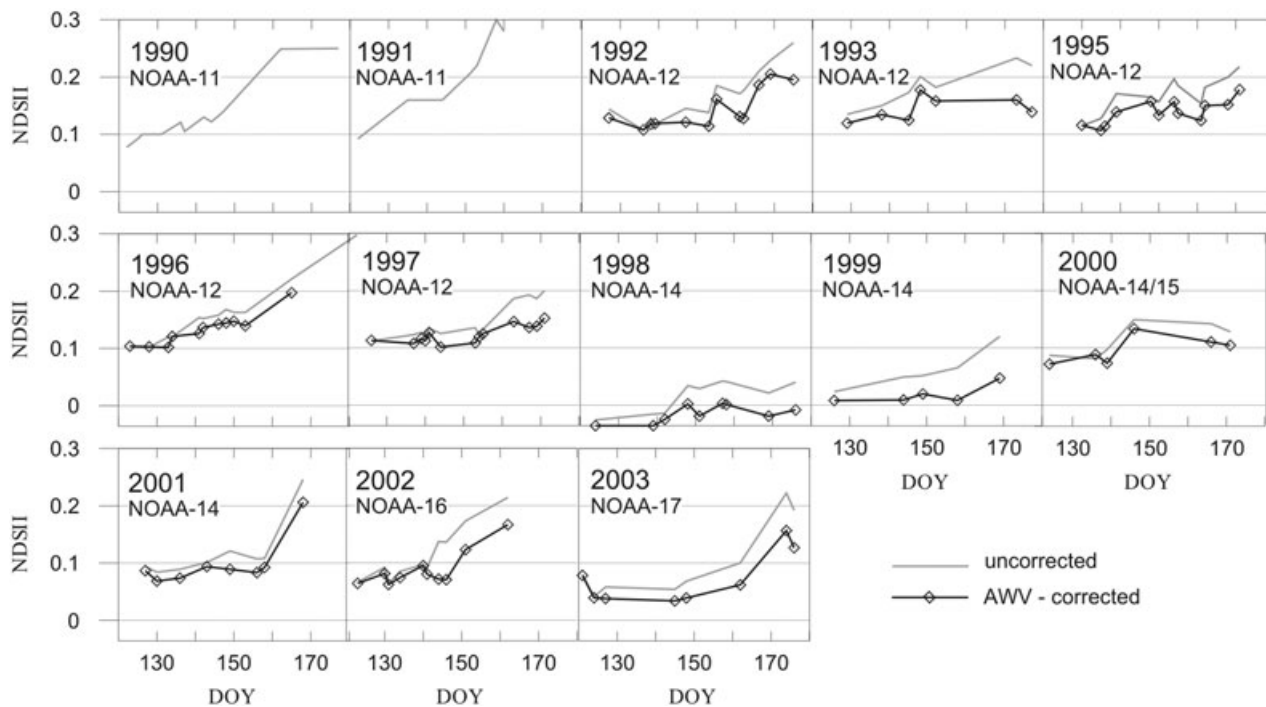 0.3
0.2
0.1
0
NDSII
1990
NOAA-11
1991
NOAA-11
1992
NOAA-12
1993
NOAA-12
1995
NOAA-12
0.3
0.2
0.1
0
NDSII
1996
NOAA-12
1997
NOAA-12
1998
NOAA-14
1999
NOAA-14
2000
NOAA-14/15
130 150 170
DOY
130 150 170
DOY
0.3
0.2
0.1
0
NDSII
2001
NOAA-14
2002
NOAA-16
2003
NOAA-17
130 150 170
DOY
130 150 170
DOY
130 150 170
DOY
uncorrected
AWV - corrected